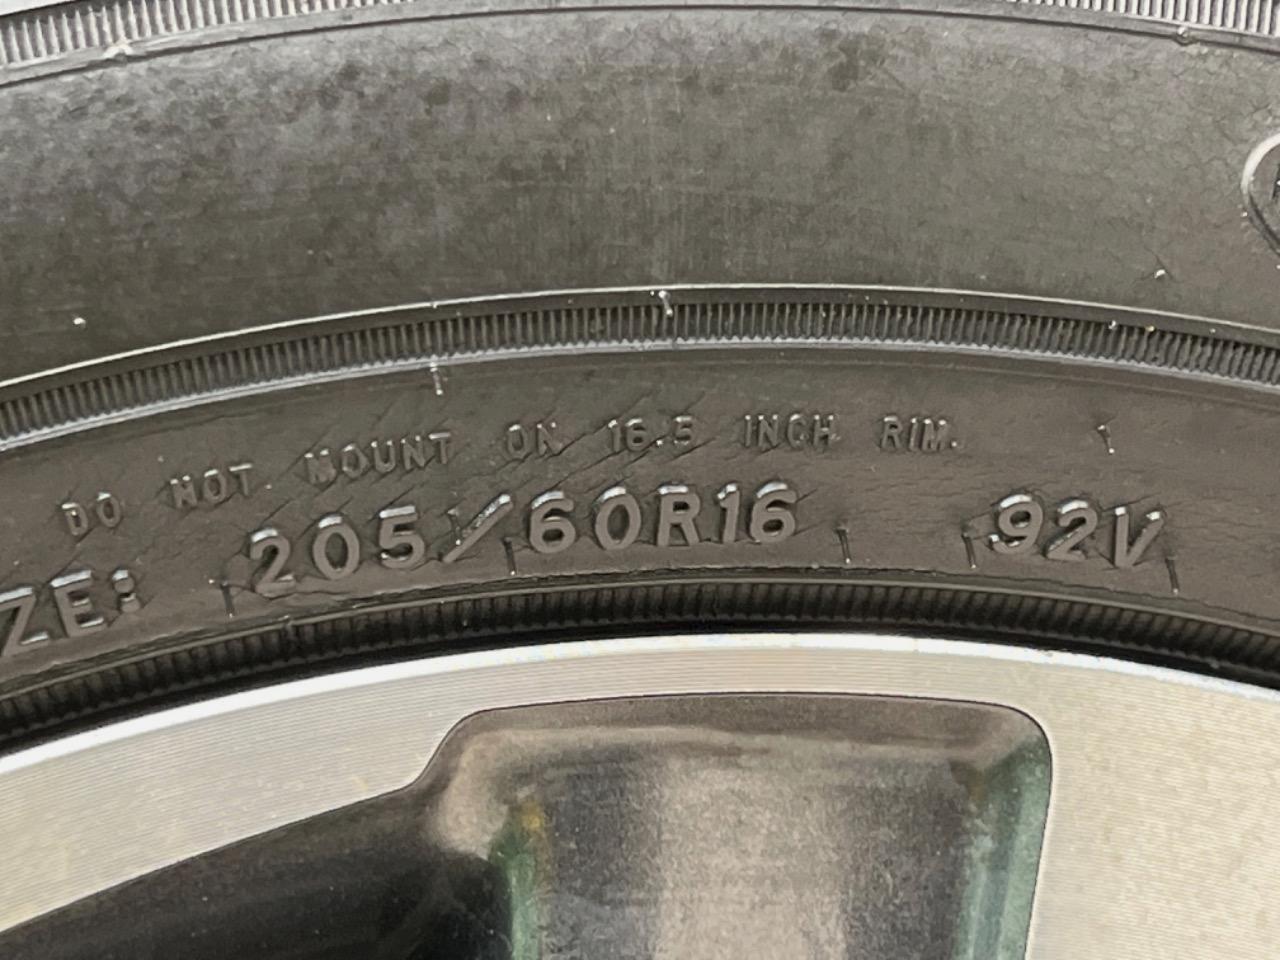 DO NOT MOUNT ON 16.5 INCH RIM.
ZE: 205/60R16 92V